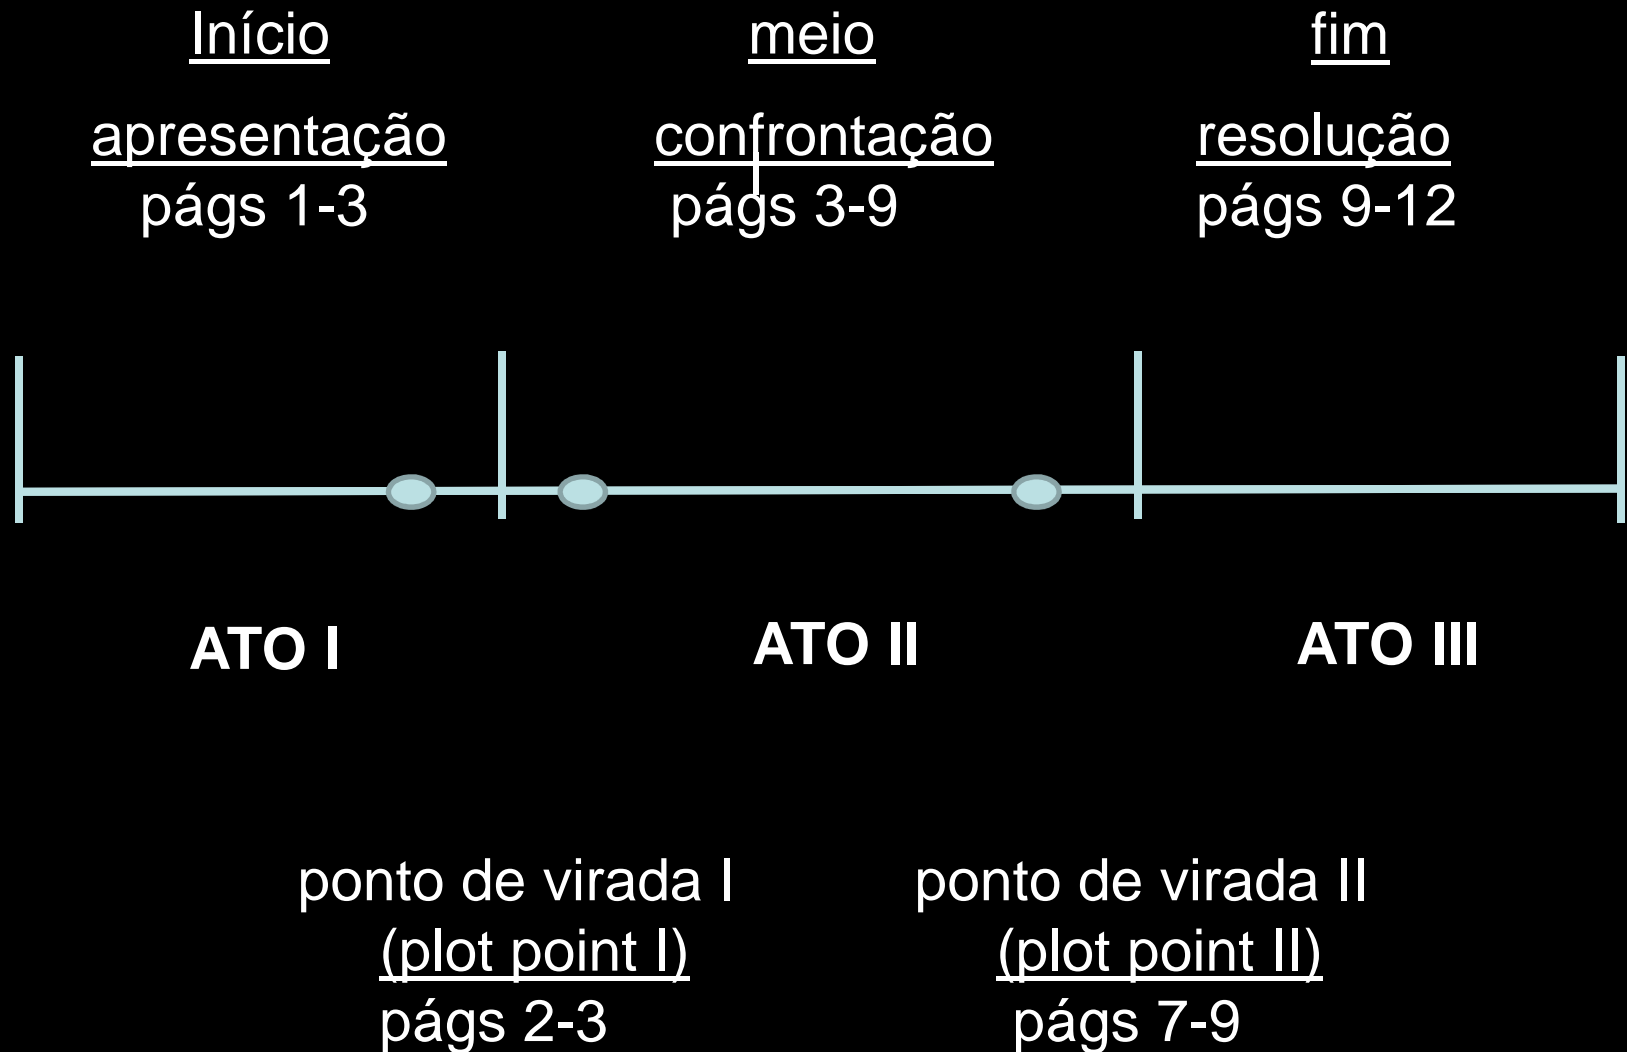 Início
meio
fim
apresentação
confrontação
resolução
págs 1-3
págs 3-9
págs 9-12
ATO I
ATO II
ATO III
ponto de virada I
(plot point I)
págs 2-3
ponto de virada II
(plot point II)
págs 7-9